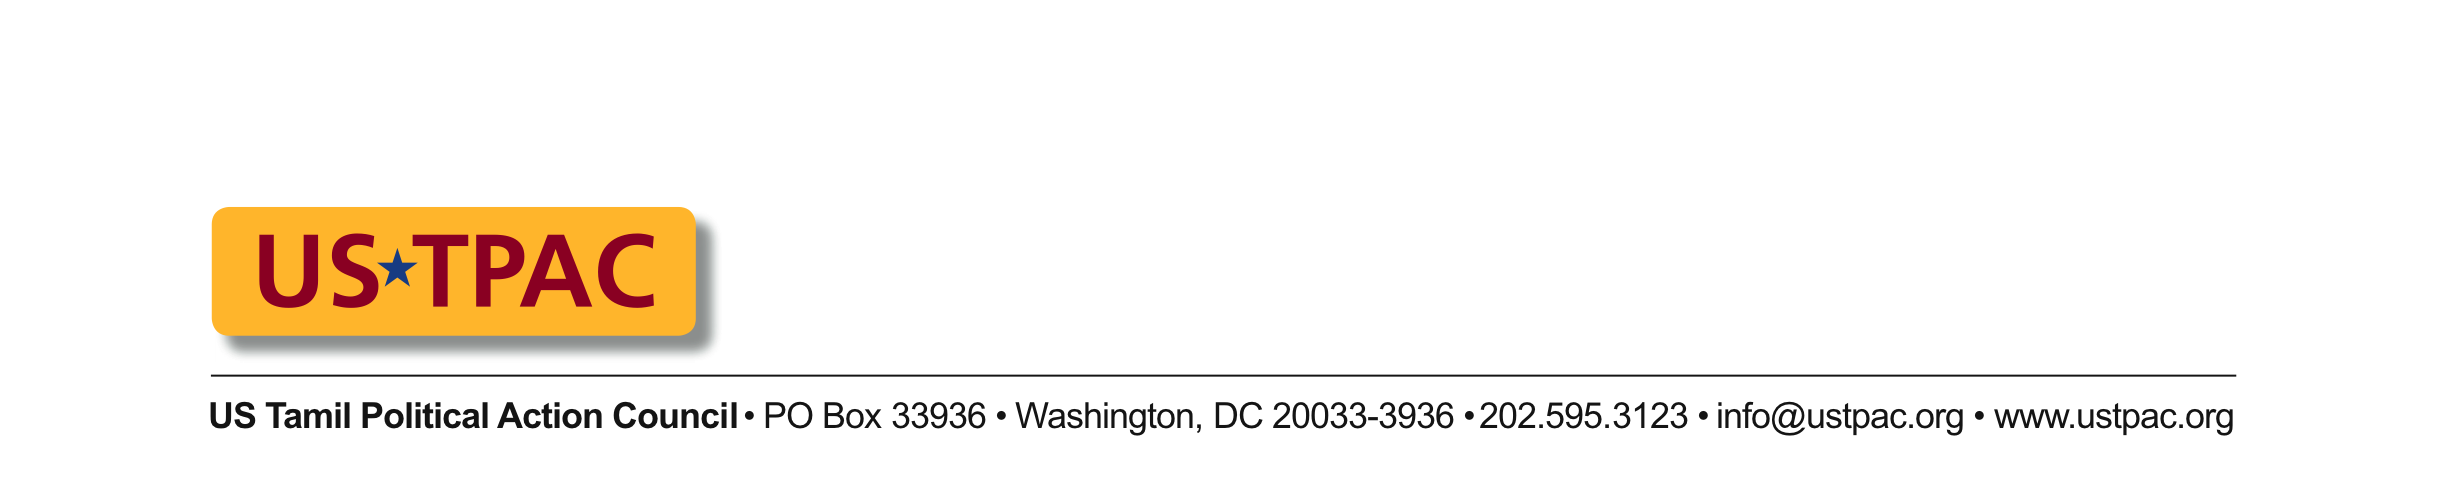 US★TPAC
US Tamil Political Action Council • PO Box 33936 • Washington, DC 20033-3936 • 202.595.3123 • info@ustpac.org • www.ustpac.org